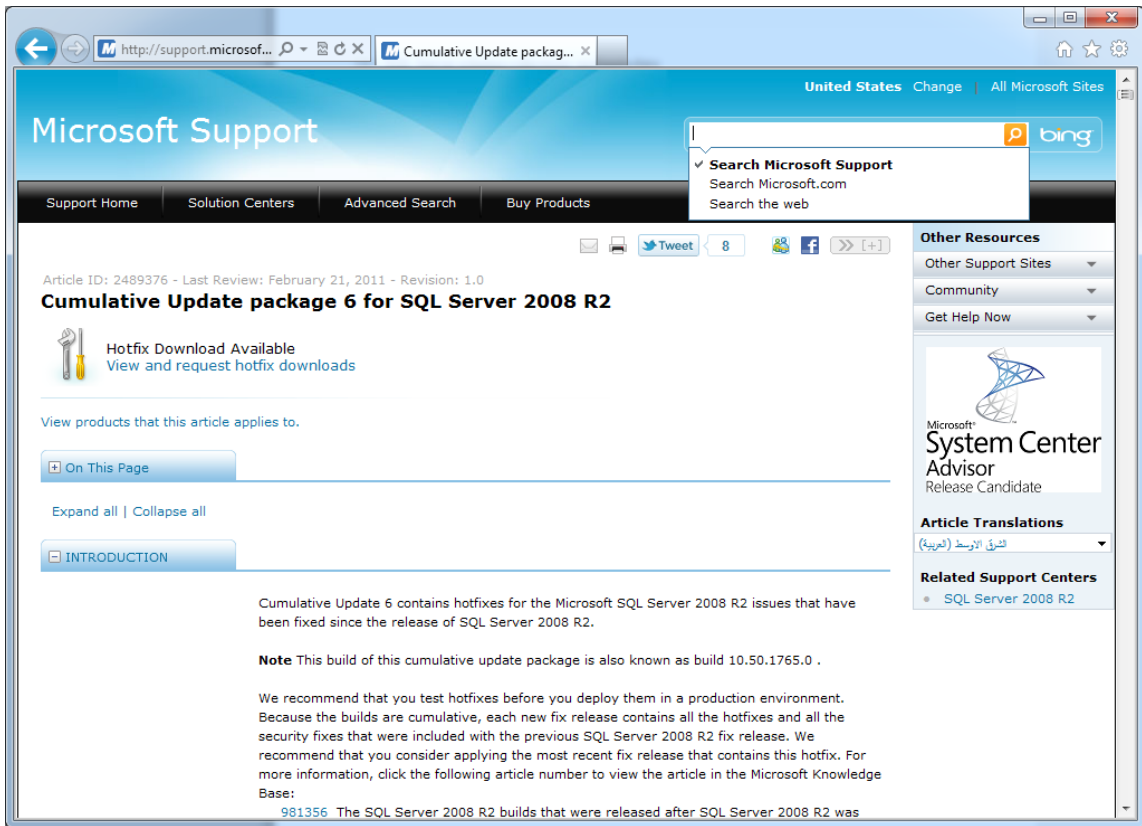 http://support.microsof...
Cumulative Update packag...
United States Change | All Microsoft Sites
Microsoft Support
bing
Search Microsoft Support
Search Microsoft.com
Search the web
Support Home
Solution Centers
Advanced Search
Buy Products
Tweet
8
[+]
Article ID: 2489376 - Last Review: February 21, 2011 - Revision: 1.0
Cumulative Update package 6 for SQL Server 2008 R2
Hotfix Download Available
View and request hotfix downloads
View products that this article applies to.
On This Page
Expand all | Collapse all
INTRODUCTION
Cumulative Update 6 contains hotfixes for the Microsoft SQL Server 2008 R2 issues that have
been fixed since the release of SQL Server 2008 R2.
Note This build of this cumulative update package is also known as build 10.50.1765.0 .
We recommend that you test hotfixes before you deploy them in a production environment.
Because the builds are cumulative, each new fix release contains all the hotfixes and all the
security fixes that were included with the previous SQL Server 2008 R2 fix release. We
recommend that you consider applying the most recent fix release that contains this hotfix. For
more information, click the following article number to view the article in the Microsoft Knowledge
Base:
981356 The SQL Server 2008 R2 builds that were released after SQL Server 2008 R2 was
Other Resources
Other Support Sites
Community
Get Help Now
Microsoft
System Center
Advisor
Release Candidate
Article Translations
الشرق الاوسط (العربية)
Related Support Centers
SQL Server 2008 R2